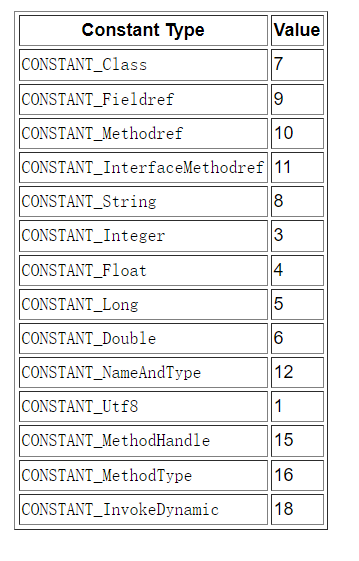 Constant Type Value
CONSTANT_Class 7
CONSTANT_Fieldref 9
CONSTANT_Methodref 10
CONSTANT_InterfaceMethodref 11
CONSTANT_String 8
CONSTANT_Integer 3
CONSTANT_Float 4
CONSTANT_Long 5
CONSTANT_Double 6
CONSTANT_NameAndType 12
CONSTANT_Utf8 1
CONSTANT_MethodHandle 15
CONSTANT_MethodType 16
CONSTANT_InvokeDynamic 18